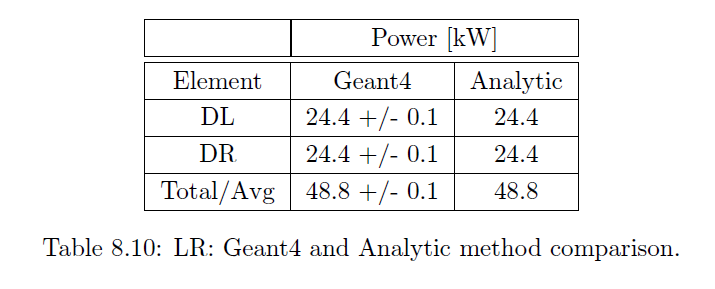 Power [kW]
Element Geant4 Analytic
DL 24.4 +/- 0.1 24.4
DR 24.4 +/- 0.1 24.4
Total/Avg 48.8 +/- 0.1 48.8
Table 8.10: LR: Geant4 and Analytic method comparison.